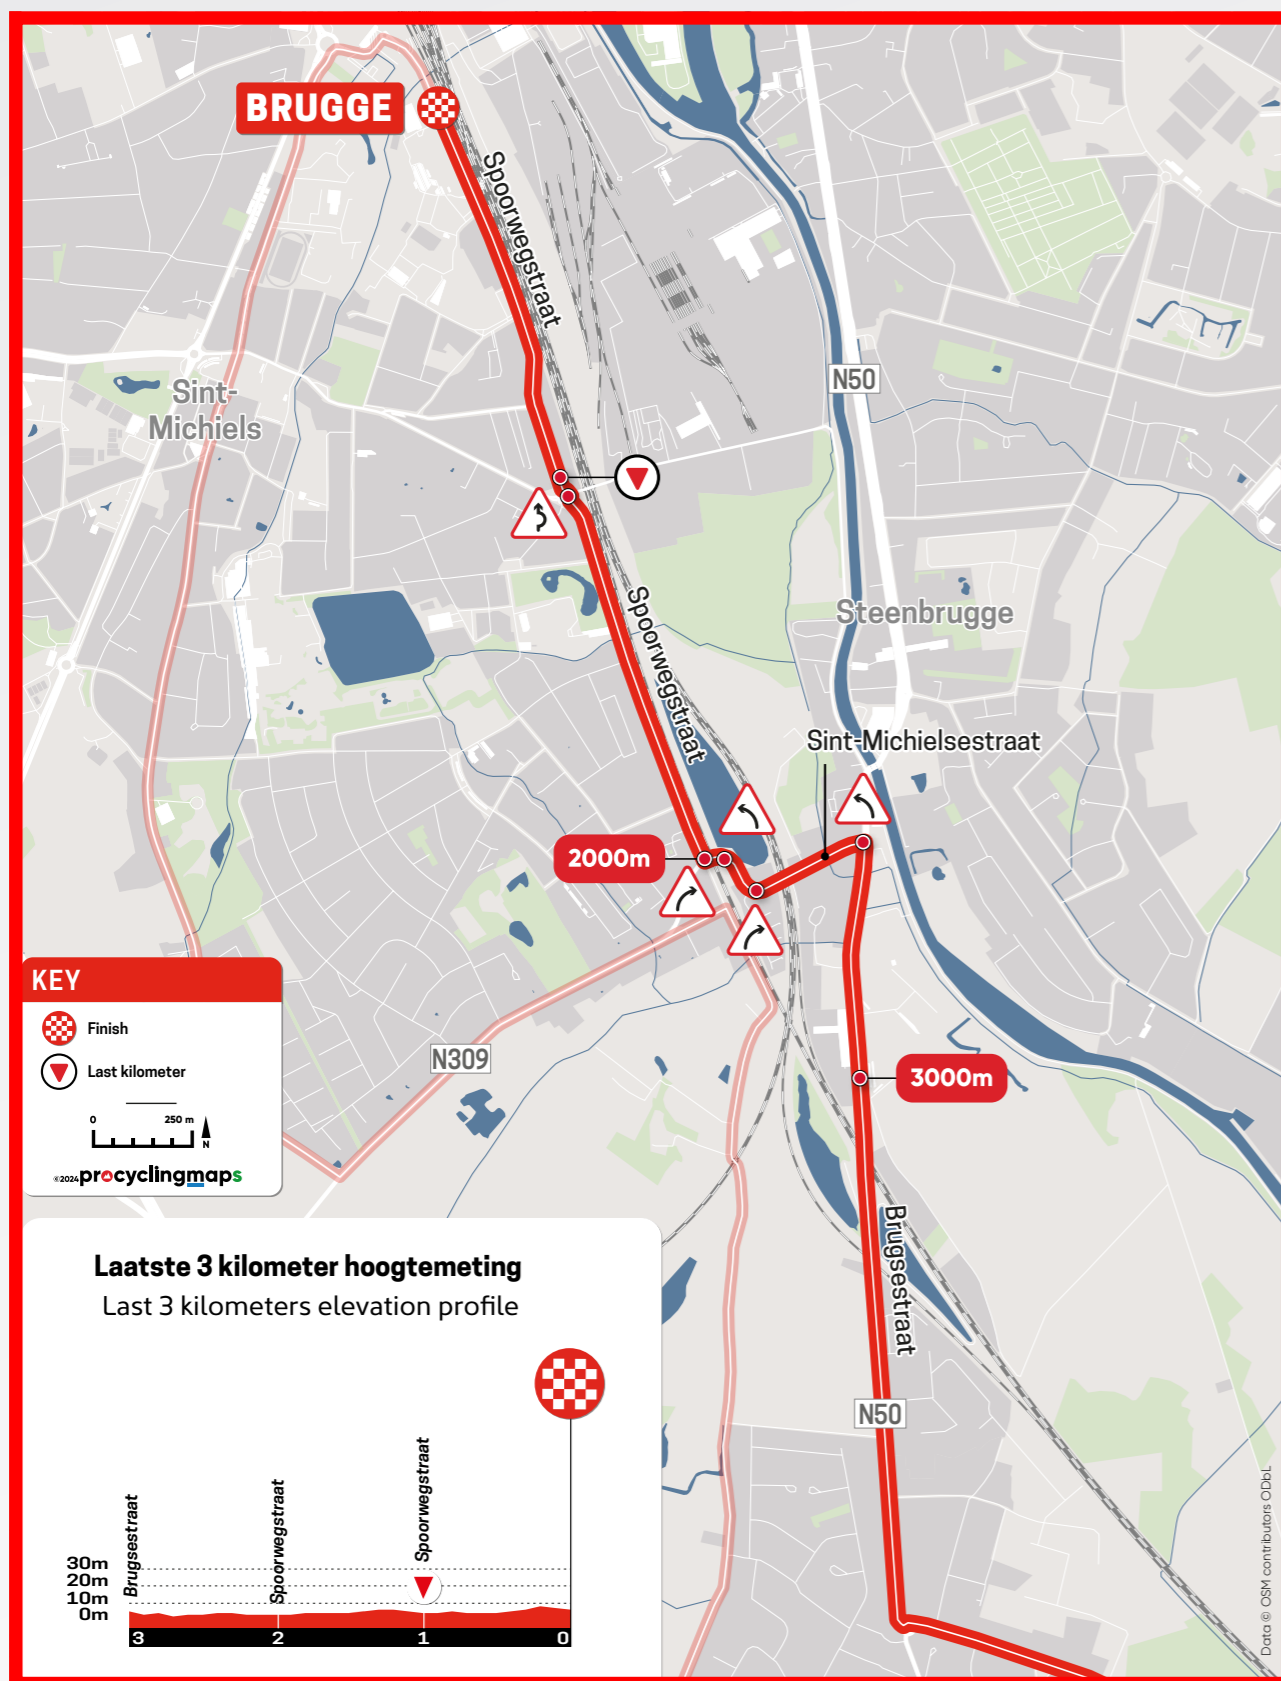 BRUGGE
Spoorwegstraat
N50
Sint-
Michiels
Spoorwegstraat
Steenbrugge
Sint-Michielsestraat
2000m
KEY
Finish
Last kilometer
0 250 m
N
©2024 procyclingmaps
N309
3000m
Brugsestraat
N50
Laatste 3 kilometer hoogtemeting
Last 3 kilometers elevation profile
Brugsestraat
Spoorwegstraat
Spoorwegstraat
30m
20m
10m
0m
3 2 1 0
Data © OSM contributors ODbL